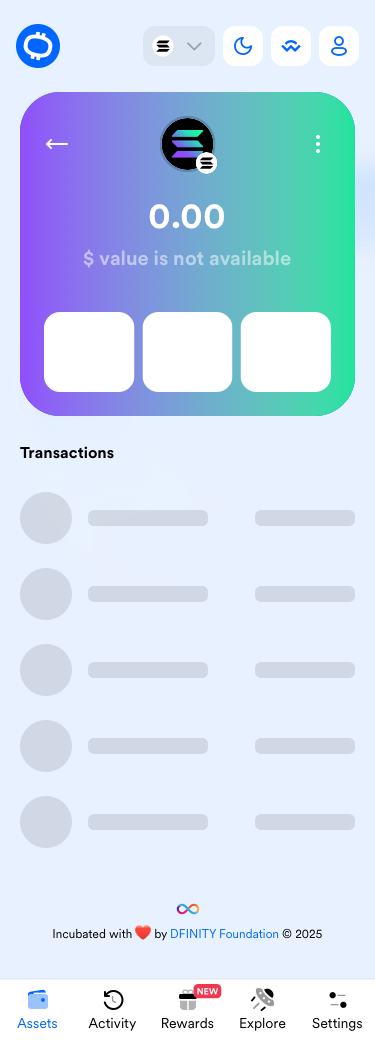 0.00
$ value is not available
Transactions
Incubated with ❤️ by DFINITY Foundation © 2025
NEW
Assets
Activity
Rewards
Explore
Settings